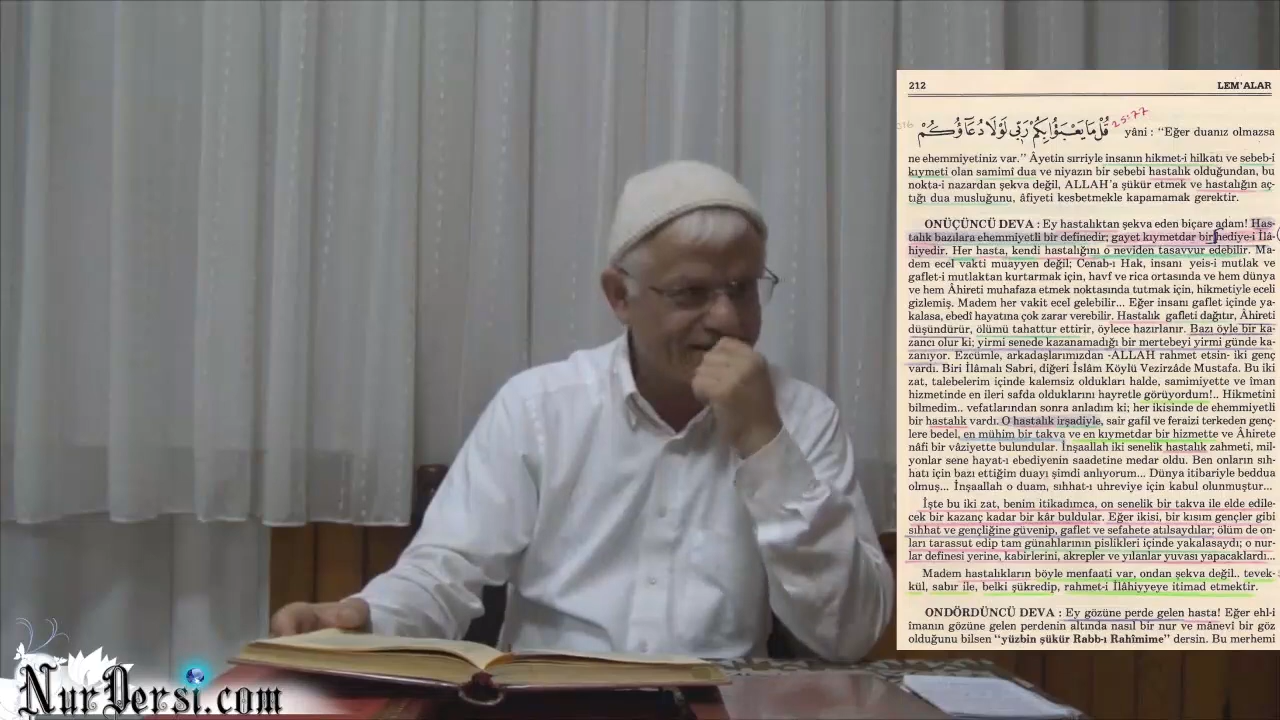 212 LEM'ALAR
قُلْ مَا يَعْبَؤُا بِكُمْ رَبِّى لَوْلَا دُعَٓاؤُكُمْ 25:77 yâni : "Eğer duanız olmazsa
ne ehemmiyetiniz var." Âyetin sırriyle insanın hikmet-i hilkatı ve sebeb-i
kıymeti olan samimî dua ve niyazın bir sebebi hastalık olduğundan, bu
nokta-i nazardan şekva değil, ALLAH'a şükür etmek ve hastalığın aç-
tığı dua musluğunu, âfiyeti kesbetmekle kapamamak gerektir.
ONÜÇÜNCÜ DEVA : Ey hastalıktan şekva eden biçare adam! Has-
talık bazılara ehemmiyetli bir definedir; gayet kıymetdar bir hediye-i İlâ-
hiyedir. Her hasta, kendi hastalığını o neviden tasavvur edebilir. Ma-
dem ecel vakti muayyen değil; Cenab-ı Hak, insanı yeis-i mutlak ve
gaflet-i mutlaktan kurtarmak için, havf ve rica ortasında ve hem dünya
ve hem Âhireti muhafaza etmek noktasında tutmak için, hikmetiyle eceli
gizlemiş. Madem her vakit ecel gelebilir... Eğer insanı gaflet içinde ya-
kalasa, ebedî hayatına çok zarar verebilir. Hastalık gafleti dağıtır, Âhireti
düşündürür, ölümü tahattur ettirir, öylece hazırlanır. Bazı öyle bir ka-
zancı olur ki; yirmi senede kazanamadığı bir mertebeyi yirmi günde ka-
zanıyor. Ezcümle, arkadaşlarımızdan -ALLAH rahmet etsin- iki genç
vardı. Biri İlâmalı Sabri, diğeri İslâm Köylü Vezirzâde Mustafa. Bu iki
zat, talebelerim içinde kalemsiz oldukları halde, samimiyette ve iman
hizmetinde en ileri safda olduklarını hayretle görüyordum!.. Hikmetini
bilmedim.. vefatlarından sonra anladım ki; her ikisinde de ehemmiyetli
bir hastalık vardı. O hastalık irşadiyle, sair gafil ve feraizi terkeden genç-
lere bedel, en mühim bir takva ve en kıymetdar bir hizmette ve Âhirete
nâfi bir vâziyette bulundular. İnşaallah iki senelik hastalık zahmeti, mil-
yonlar sene hayat-ı ebediyenin saadetine medar oldu. Ben onların sıh-
hatı için bazı ettiğim duayı şimdi anlıyorum... Dünya itibariyle beddua
olmuş... İnşaallah o duam, sıhhat-ı uhreviye için kabul olunmuştur...
İşte bu iki zat, benim itikadımca, on senelik bir takva ile elde edile-
cek bir kazanç kadar bir kâr buldular. Eğer ikisi, bir kısım gençler gibi
sıhhat ve gençliğine güvenip, gaflet ve sefahete atılsaydılar; ölüm de on-
ları tarassut edip tam günahlarının pislikleri içinde yakalasaydı; o nur-
lar definesi yerine, kabirlerini, akrepler ve yılanlar yuvası yapacaklardı...
Madem hastalıkların böyle menfaati var, ondan şekva değil.. tevek-
kül, sabır ile, belki şükredip, rahmet-i İlâhiyyeye itimad etmektir.
ONDÖRDÜNCÜ DEVA : Ey gözüne perde gelen hasta! Eğer ehl-i
imanın gözüne gelen perdenin altında nasıl bir nur ve mânevî bir göz
olduğunu bilsen "yüzbin şükür Rabb-ı Rahîmime" dersin. Bu merhemi
NurDersi.com